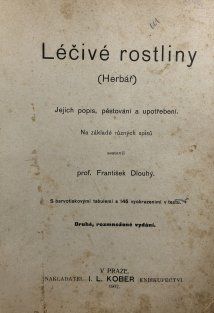 Léčivé rostliny
(Herbář)
Jejich popis, pěstování a upotřebení.
Na základě různých spisů
sestavil
prof. František Dlouhý.
S barvotiskovými tabulemi a 145 vyobrazeními v textu.
Druhé, rozmnožené vydání.
V PRAZE.
NAKLADATEL I. L. KOBER KNIHKUPECTVÍ.